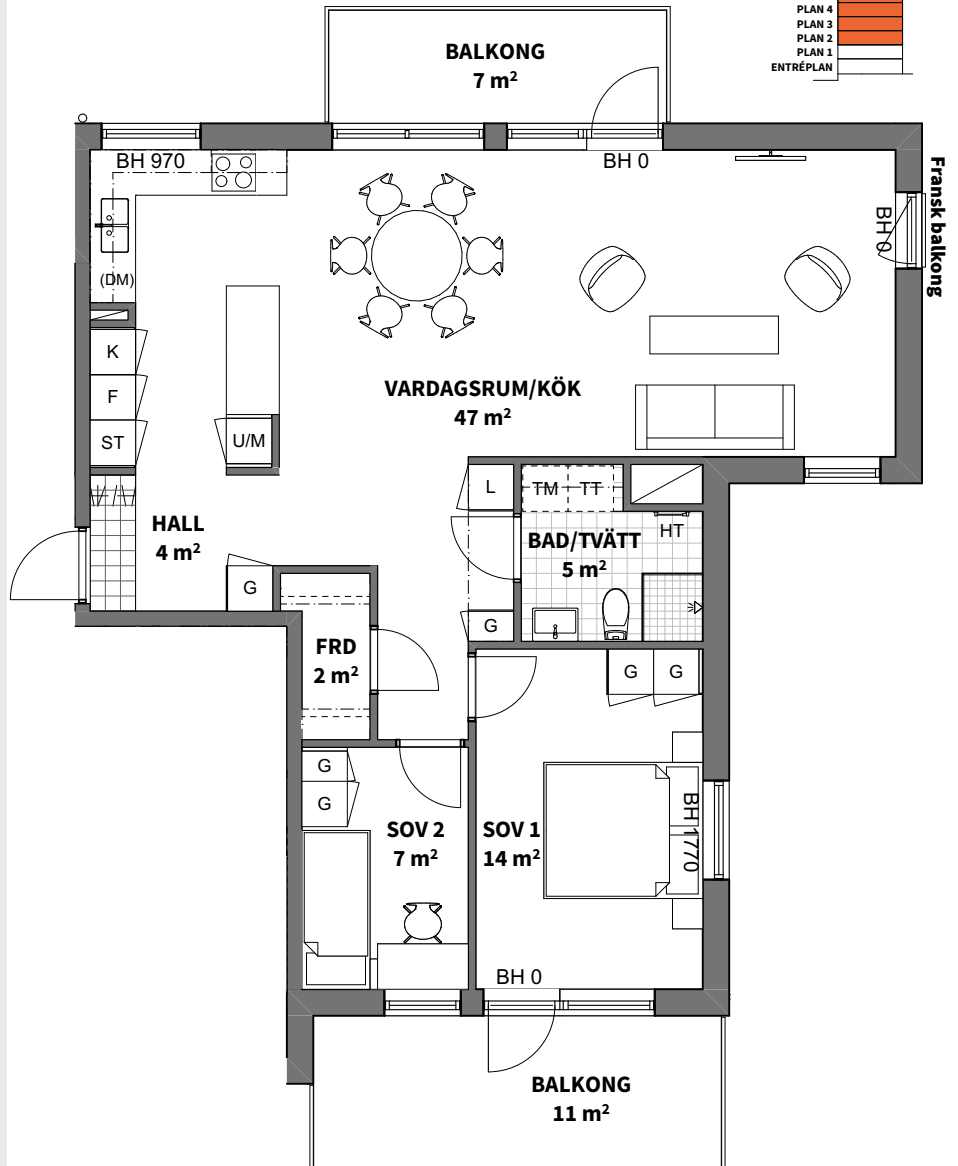 PLAN 4
PLAN 3
PLAN 2
PLAN 1
ENTRÉPLAN
BALKONG
7 m²
BH 970
BH 0
Fransk balkong
BH 0
(DM)
K
F
ST
U/M
VARDAGSRUM/KÖK
47 m²
HALL
4 m²
G
L
TM
TT
HT
BAD/TVÄTT
5 m²
G
FRD
2 m²
G
G
G
G
SOV 2
7 m²
SOV 1
14 m²
BH 1770
BH 0
BALKONG
11 m²